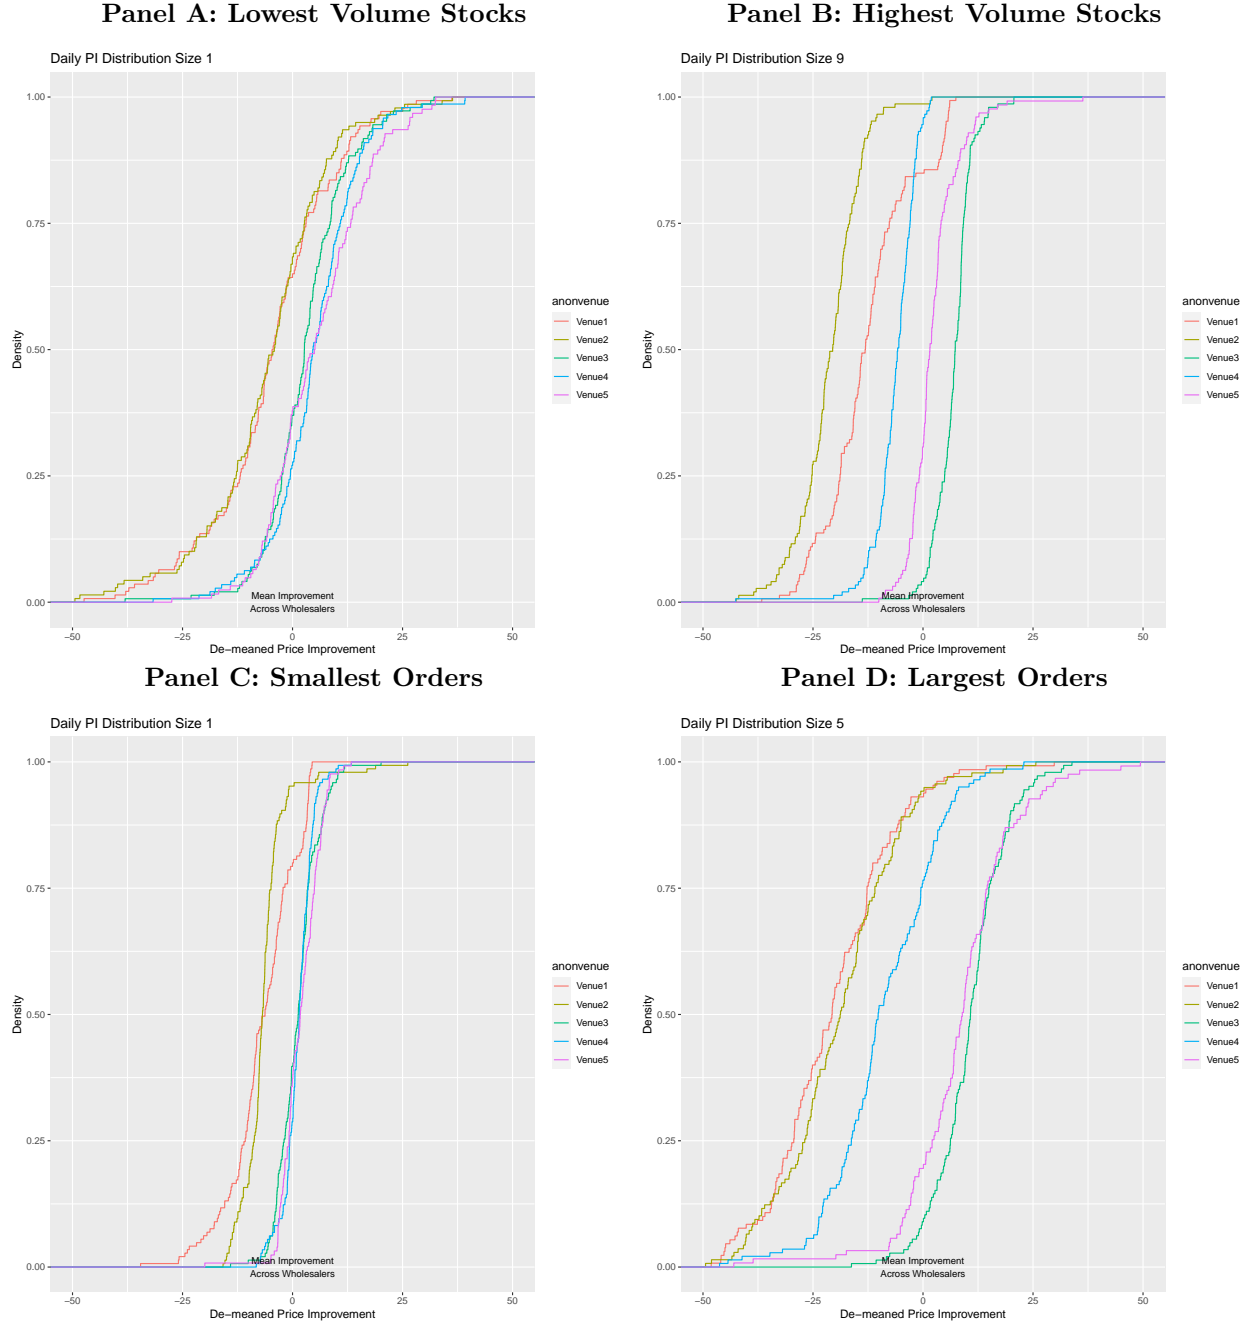 Panel A: Lowest Volume Stocks
Daily PI Distribution Size 1
1.00
0.75
0.50
0.25
0.00
Density
Mean Improvement
Across Wholesalers
−50
−25
0
25
50
De−meaned Price Improvement
anonvenue
Venue1
Venue2
Venue3
Venue4
Venue5
Panel B: Highest Volume Stocks
Daily PI Distribution Size 9
1.00
0.75
0.50
0.25
0.00
Density
Mean Improvement
Across Wholesalers
−50
−25
0
25
50
De−meaned Price Improvement
anonvenue
Venue1
Venue2
Venue3
Venue4
Venue5
Panel C: Smallest Orders
Daily PI Distribution Size 1
1.00
0.75
0.50
0.25
0.00
Density
Mean Improvement
Across Wholesalers
−50
−25
0
25
50
De−meaned Price Improvement
anonvenue
Venue1
Venue2
Venue3
Venue4
Venue5
Panel D: Largest Orders
Daily PI Distribution Size 5
1.00
0.75
0.50
0.25
0.00
Density
Mean Improvement
Across Wholesalers
−50
−25
0
25
50
De−meaned Price Improvement
anonvenue
Venue1
Venue2
Venue3
Venue4
Venue5